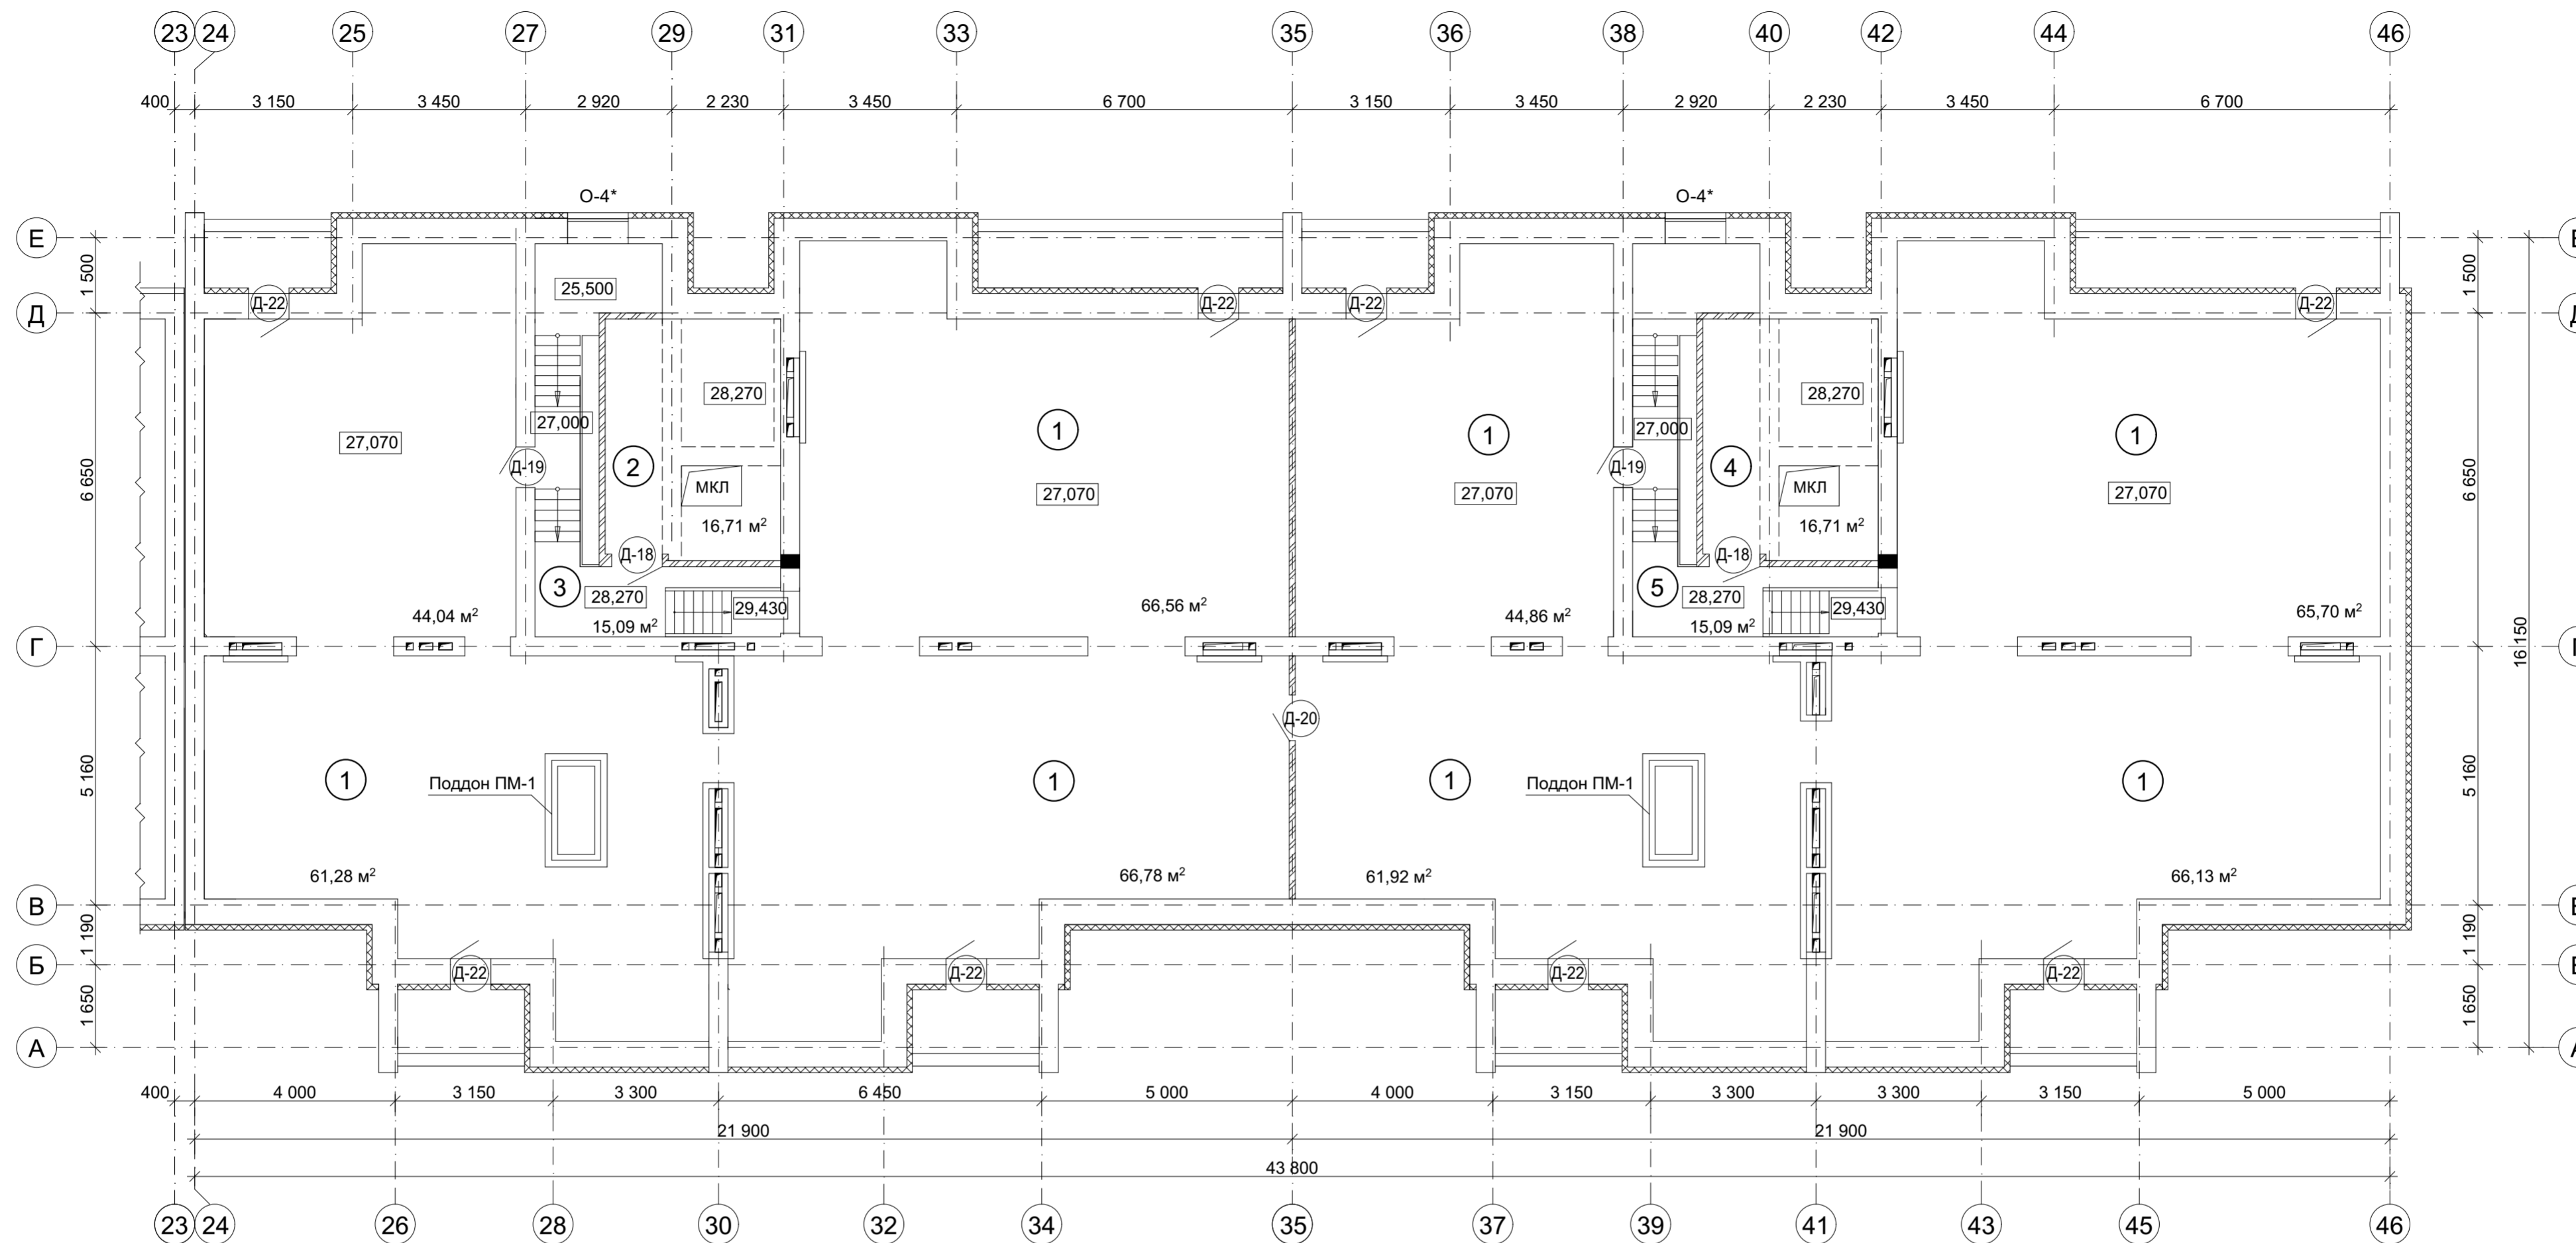 23 24 25 27 29 31 33 35 36 38 40 42 44 46
400 3 150 3 450 2 920 2 230 3 450 6 700 3 150 3 450 2 920 2 230 3 450 6 700
О-4* О-4*
Е
1 500 1 500
25,500
Д Д-22 Д-22 Д-22 Д-22
28,270 28,270
27,000 27,000
27,070 1 1 1
6 650 Д-19 2 Д-19 4 6 650
МКЛ 27,070 27,070 МКЛ 27,070
16,71 м² 16,71 м²
Д-18 Д-18
3 5
28,270 29,430 28,270 29,430
44,04 м² 15,09 м² 66,56 м² 44,86 м² 15,09 м² 65,70 м²
Г 16 150
Д-20
5 160 1 Поддон ПМ-1 1 1 Поддон ПМ-1 1 5 160
61,28 м² 66,78 м² 61,92 м² 66,13 м²
В
1 190 1 190
Б Д-22 Д-22 Д-22 Д-22
1 650 1 650
А
400 4 000 3 150 3 300 6 450 5 000 4 000 3 150 3 300 3 300 3 150 5 000
21 900 21 900
43 800
23 24 26 28 30 32 34 35 37 39 41 43 45 46